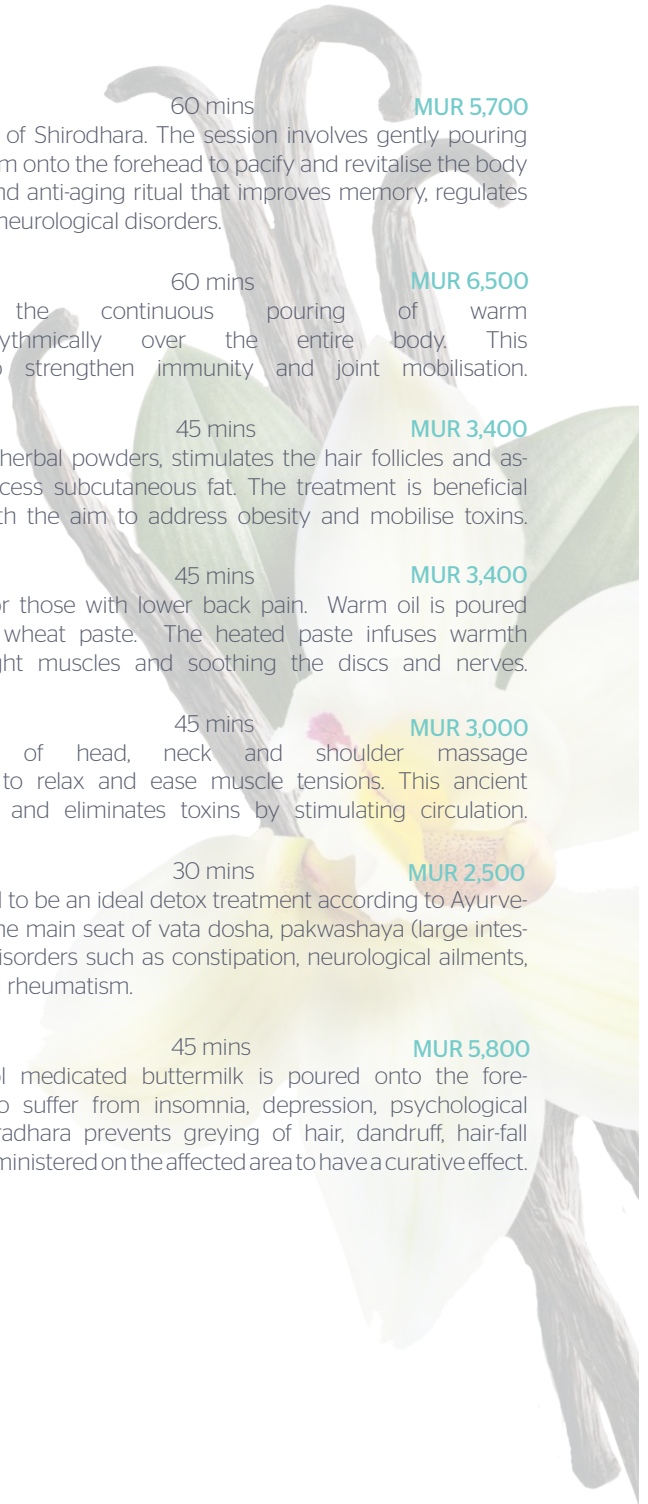 60 mins MUR 5,700
of Shirodhara. The session involves gently pouring
onto the forehead to pacify and revitalise the body
anti-aging ritual that improves memory, regulates
neurological disorders.
60 mins MUR 6,500
the continuous pouring of warm
over the entire body. This
strengthen immunity and joint mobilisation.
45 mins MUR 3,400
herbal powders, stimulates the hair follicles and as-
subcutaneous fat. The treatment is beneficial
the aim to address obesity and mobilise toxins.
45 mins MUR 3,400
those with lower back pain. Warm oil is poured
wheat paste. The heated paste infuses warmth
muscles and soothing the discs and nerves.
45 mins MUR 3,000
of head, neck and shoulder massage
to relax and ease muscle tensions. This ancient
and eliminates toxins by stimulating circulation.
30 mins MUR 2,500
to be an ideal detox treatment according to Ayurve-
main seat of vata dosha, pakwashaya (large intes-
such as constipation, neurological ailments,
rheumatism.
45 mins MUR 5,800
medicated buttermilk is poured onto the fore-
suffer from insomnia, depression, psychological
prevents greying of hair, dandruff, hair-fall
on the affected area to have a curative effect.